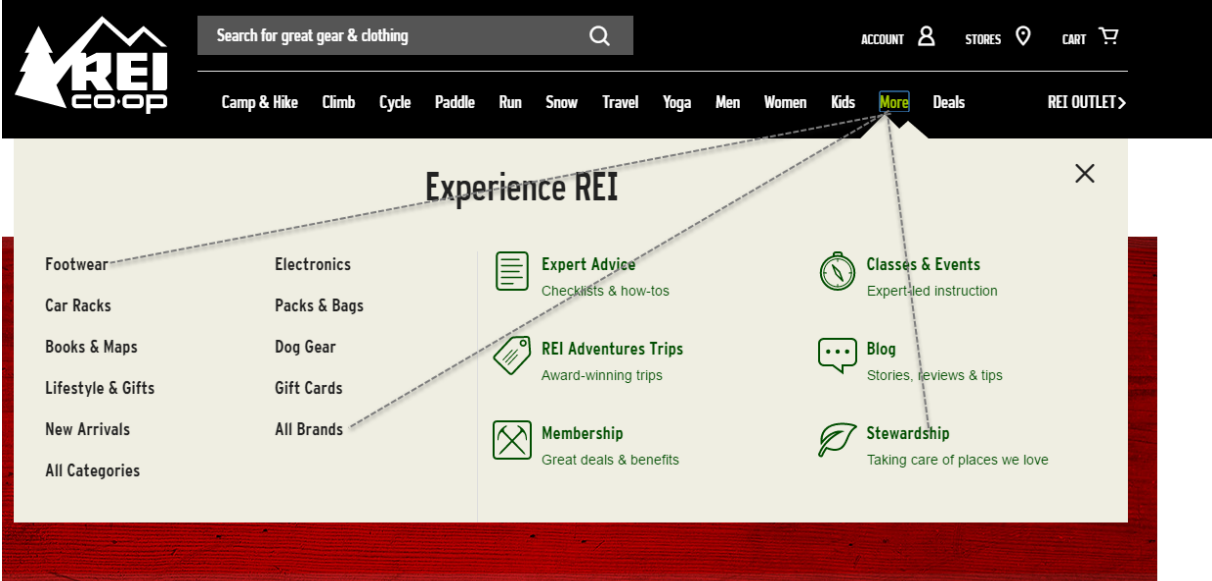 REI
CO·OP
Search for great gear & clothing
ACCOUNT
STORES
CART
Camp & Hike Climb Cycle Paddle Run Snow Travel Yoga Men Women Kids More Deals REI OUTLET
Experience REI
Footwear
Car Racks
Books & Maps
Lifestyle & Gifts
New Arrivals
All Categories
Electronics
Packs & Bags
Dog Gear
Gift Cards
All Brands
Expert Advice
Checklists & how-tos
REI Adventures Trips
Award-winning trips
Membership
Great deals & benefits
Classes & Events
Expert-led instruction
Blog
Stories, reviews & tips
Stewardship
Taking care of places we love